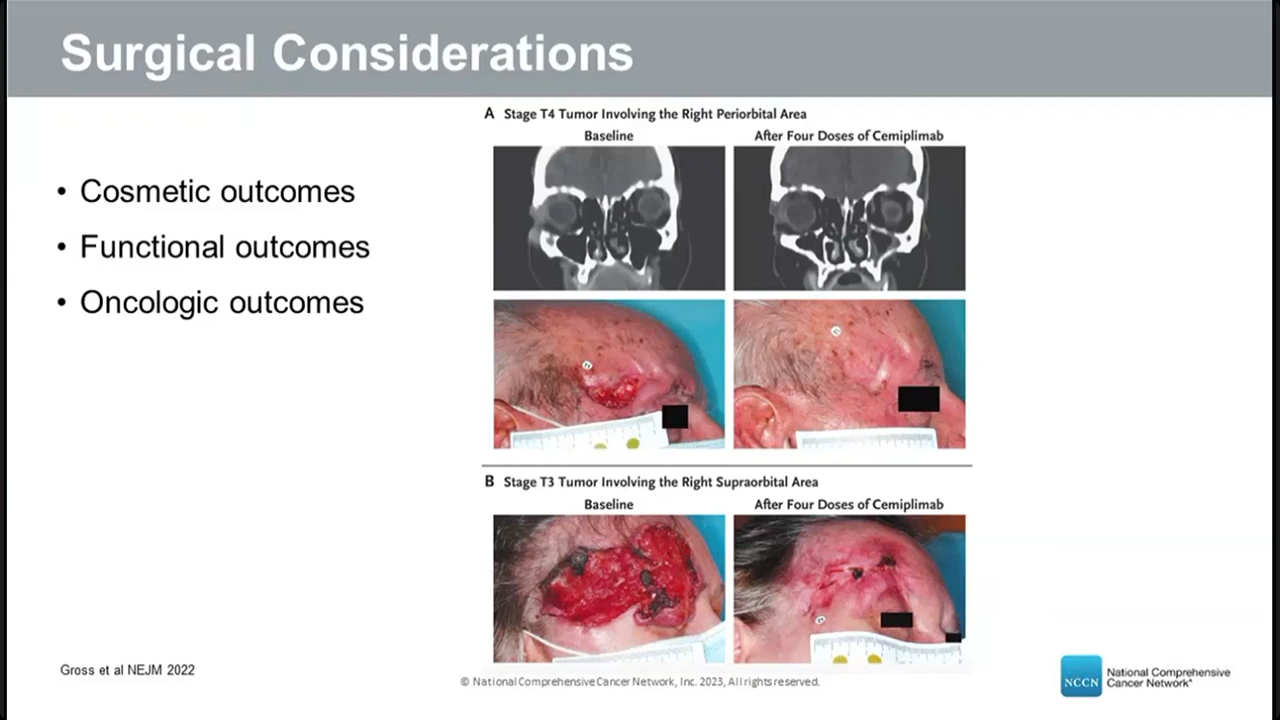 Surgical Considerations
• Cosmetic outcomes
• Functional outcomes
• Oncologic outcomes
A Stage T4 Tumor Involving the Right Periorbital Area
Baseline After Four Doses of Cemiplimab
B Stage T3 Tumor Involving the Right Supraorbital Area
Baseline After Four Doses of Cemiplimab
Gross et al NEJM 2022
© National Comprehensive Cancer Network, Inc. 2023, All rights reserved.
NCCN
National Comprehensive
Cancer Network®